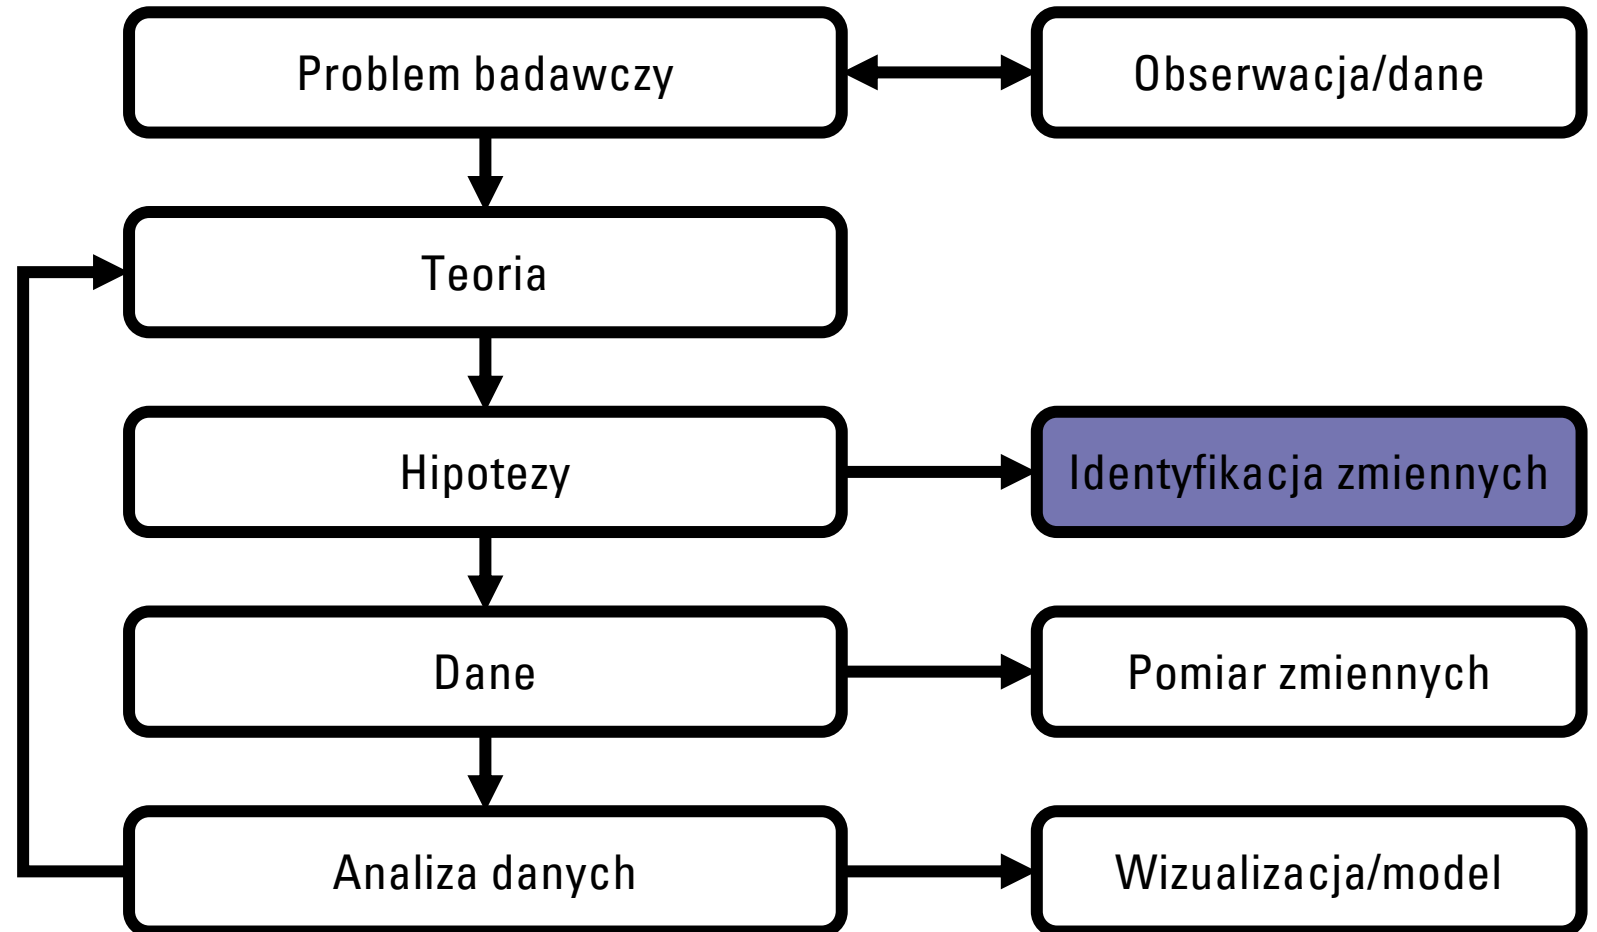 Problem badawczy
Obserwacja/dane
Teoria
Hipotezy
Identyfikacja zmiennych
Dane
Pomiar zmiennych
Analiza danych
Wizualizacja/model